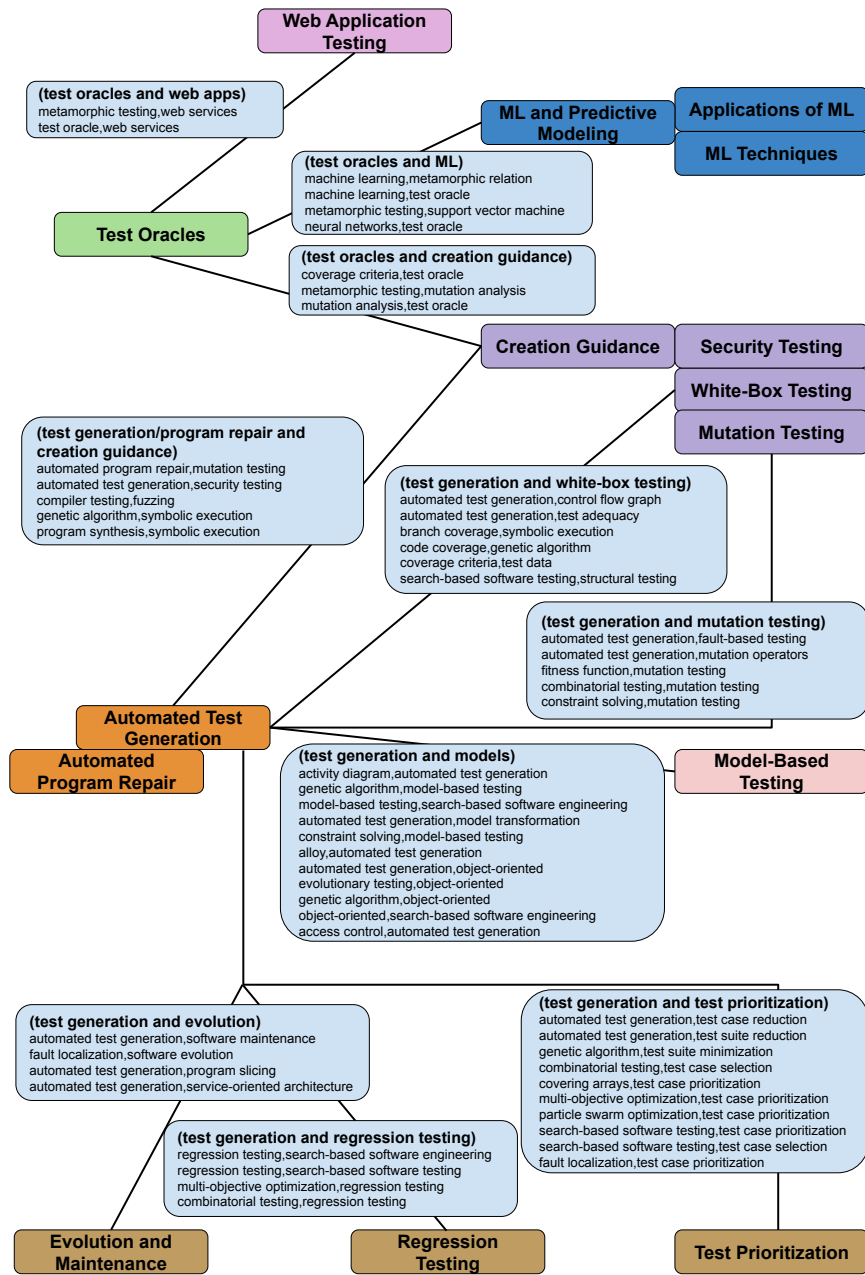 Web Application
Testing
(test oracles and web apps)
metamorphic testing,web services
test oracle,web services
ML and Predictive
Modeling
Applications of ML
ML Techniques
(test oracles and ML)
machine learning,metamorphic relation
machine learning,test oracle
metamorphic testing,support vector machine
neural networks,test oracle
Test Oracles
(test oracles and creation guidance)
coverage criteria,test oracle
metamorphic testing,mutation analysis
mutation analysis,test oracle
Creation Guidance
Security Testing
White-Box Testing
Mutation Testing
(test generation/program repair and
creation guidance)
automated program repair,mutation testing
automated test generation,security testing
compiler testing,fuzzing
genetic algorithm,symbolic execution
program synthesis,symbolic execution
(test generation and white-box testing)
automated test generation,control flow graph
automated test generation,test adequacy
branch coverage,symbolic execution
code coverage,genetic algorithm
coverage criteria,test data
search-based software testing,structural testing
(test generation and mutation testing)
automated test generation,fault-based testing
automated test generation,mutation operators
fitness function,mutation testing
combinatorial testing,mutation testing
constraint solving,mutation testing
Automated Test
Generation
Automated
Program Repair
(test generation and models)
activity diagram,automated test generation
genetic algorithm,model-based testing
model-based testing,search-based software engineering
automated test generation,model transformation
constraint solving,model-based testing
alloy,automated test generation
automated test generation,object-oriented
evolutionary testing,object-oriented
genetic algorithm,object-oriented
object-oriented,search-based software engineering
access control,automated test generation
Model-Based
Testing
(test generation and evolution)
automated test generation,software maintenance
fault localization,software evolution
automated test generation,program slicing
automated test generation,service-oriented architecture
(test generation and test prioritization)
automated test generation,test case reduction
automated test generation,test suite reduction
genetic algorithm,test suite minimization
combinatorial testing,test case selection
covering arrays,test case prioritization
multi-objective optimization,test case prioritization
particle swarm optimization,test case prioritization
search-based software testing,test case prioritization
search-based software testing,test case selection
fault localization,test case prioritization
(test generation and regression testing)
regression testing,search-based software engineering
regression testing,search-based software testing
multi-objective optimization,regression testing
combinatorial testing,regression testing
Evolution and
Maintenance
Regression
Testing
Test Prioritization